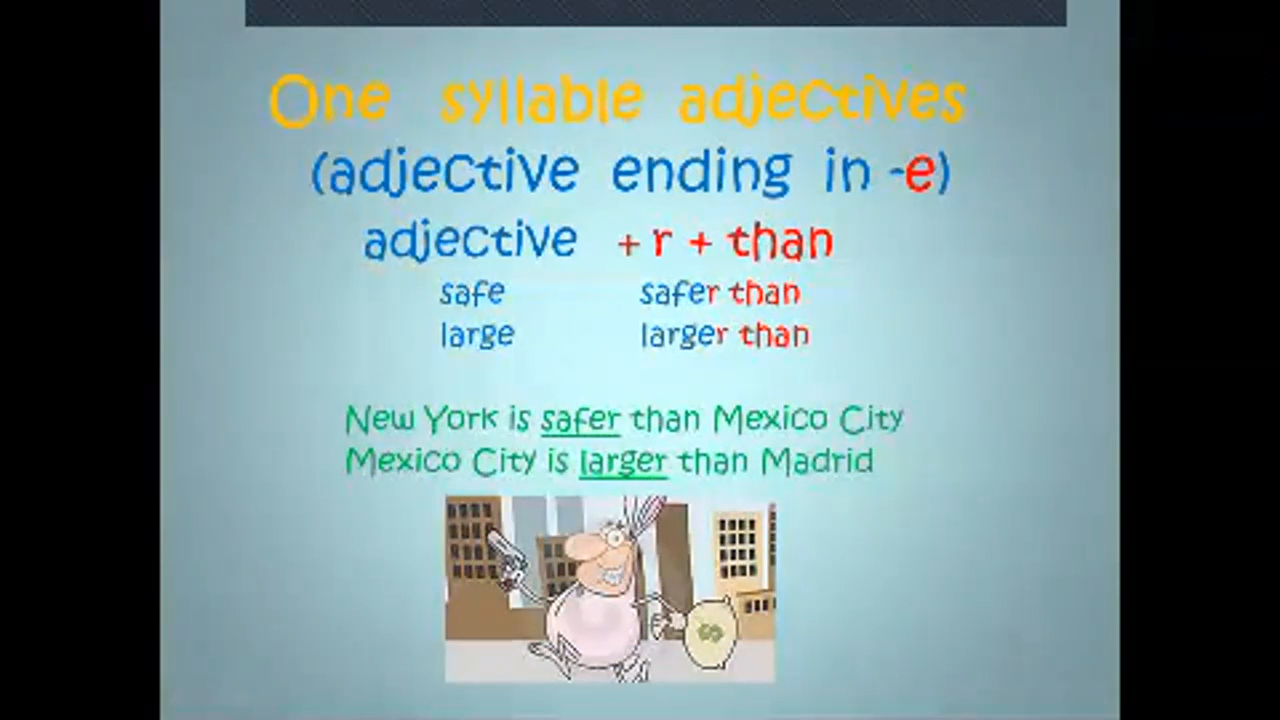 One syllable adjectives
(adjective ending in -e)
adjective + r + than
safe safer than
large larger than
New York is safer than Mexico City
Mexico City is larger than Madrid
$